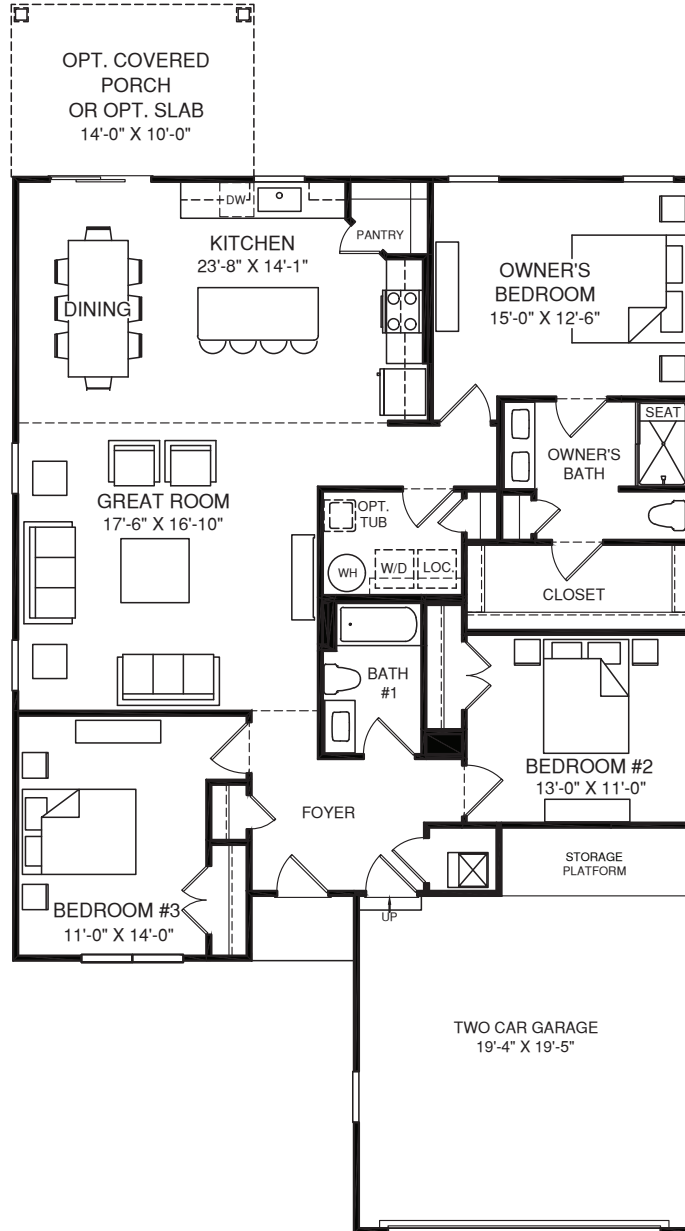 OPT. COVERED
PORCH
OR OPT. SLAB
14'-0" X 10'-0"
DW
KITCHEN
23'-8" X 14'-1"
PANTRY
DINING
OWNER'S
BEDROOM
15'-0" X 12'-6"
SEAT
OWNER'S
BATH
GREAT ROOM
17'-6" X 16'-10"
OPT.
TUB
WH
W/D
LOC.
CLOSET
BATH
#1
BEDROOM #2
13'-0" X 11'-0"
FOYER
STORAGE
PLATFORM
BEDROOM #3
11'-0" X 14'-0"
UP
TWO CAR GARAGE
19'-4" X 19'-5"